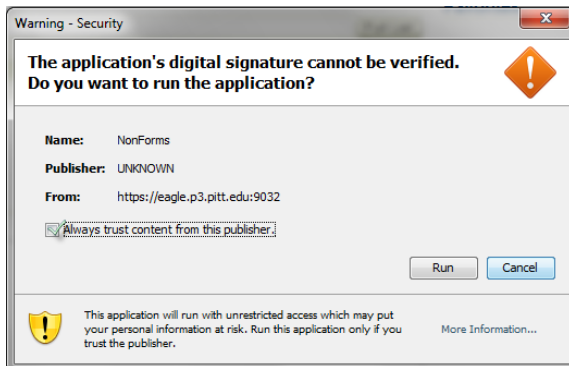 Warning - Security
The application's digital signature cannot be verified.
Do you want to run the application?
Name: NonForms
Publisher: UNKNOWN
From: https://eagle.p3.pitt.edu:9032
Always trust content from this publisher.
Run Cancel
This application will run with unrestricted access which may put
your personal information at risk. Run this application only if you
trust the publisher.
More Information...